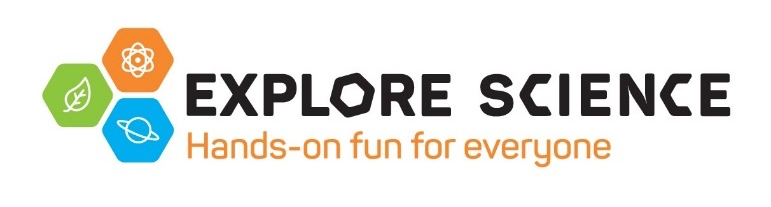 EXPLORE SCIENCE
Hands-on fun for everyone